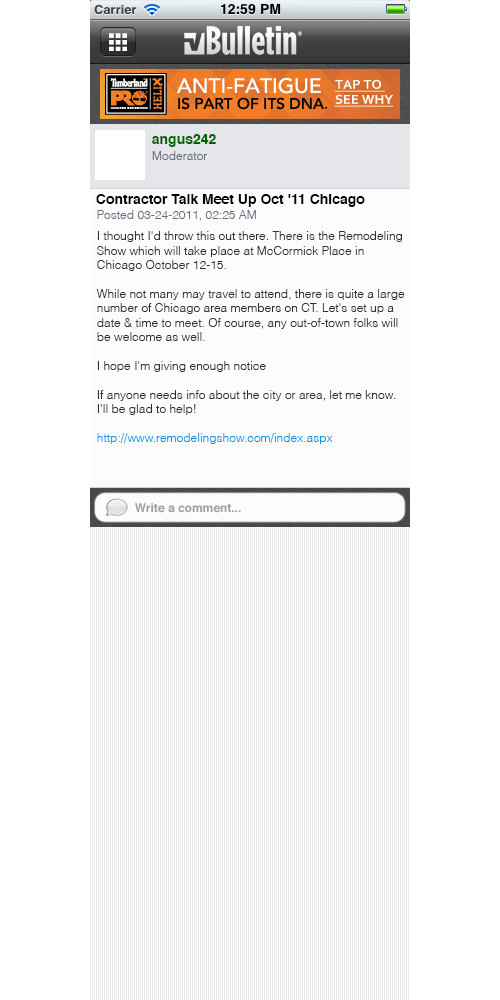 Carrier 12:59 PM
vBulletin®
Timberland
PRO HELIX
ANTI-FATIGUE
IS PART OF ITS DNA.
TAP TO
SEE WHY
angus242
Moderator
Contractor Talk Meet Up Oct '11 Chicago
Posted 03-24-2011, 02:25 AM
I thought I'd throw this out there. There is the Remodeling
Show which will take place at McCormick Place in
Chicago October 12-15.
While not many may travel to attend, there is quite a large
number of Chicago area members on CT. Let's set up a
date & time to meet. Of course, any out-of-town folks will
be welcome as well.
I hope I'm giving enough notice
If anyone needs info about the city or area, let me know.
I'll be glad to help!
http://www.remodelingshow.com/index.aspx
Write a comment...